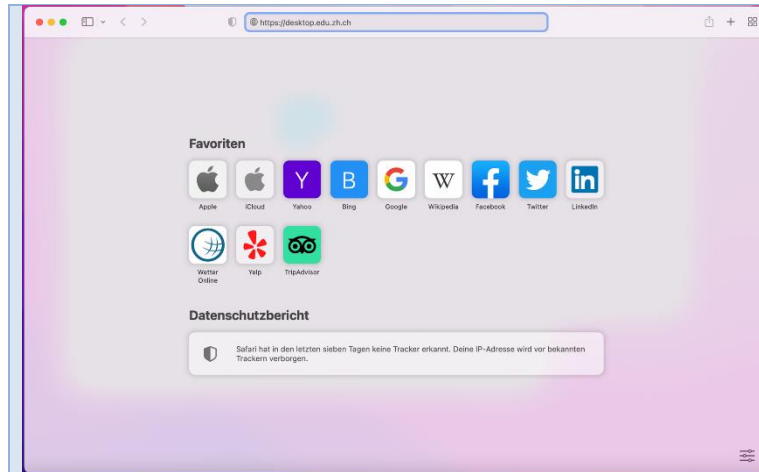 https://desktop.edu.zh.ch
Favoriten
Apple
iCloud
Yahoo
Bing
Google
Wikipedia
Facebook
Twitter
LinkedIn
Wetter
Online
Yelp
TripAdvisor
Datenschutzbericht
Safari hat in den letzten sieben Tagen keine Tracker erkannt. Deine IP-Adresse wird vor bekannten
Trackern verborgen.